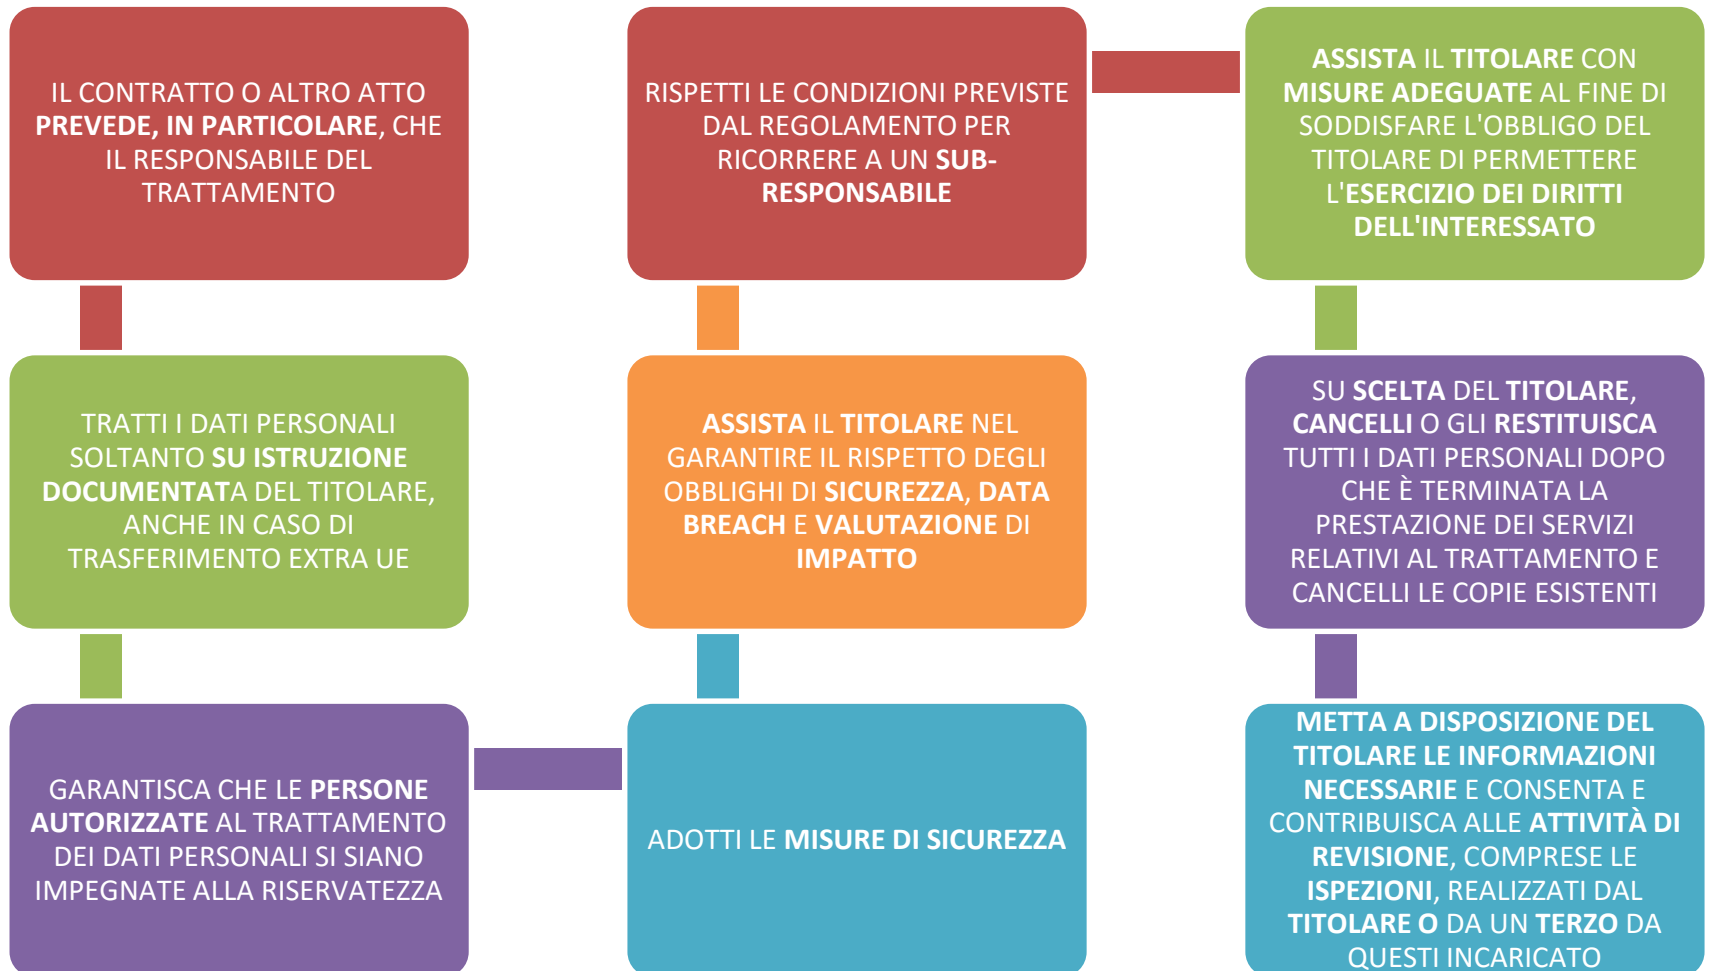 IL CONTRATTO O ALTRO ATTO
PREVEDE, IN PARTICOLARE, CHE
IL RESPONSABILE DEL
TRATTAMENTO
TRATTI I DATI PERSONALI
SOLTANTO SU ISTRUZIONE
DOCUMENTATA DEL TITOLARE,
ANCHE IN CASO DI
TRASFERIMENTO EXTRA UE
GARANTISCA CHE LE PERSONE
AUTORIZZATE AL TRATTAMENTO
DEI DATI PERSONALI SI SIANO
IMPEGNATE ALLA RISERVATEZZA
ADOTTI LE MISURE DI SICUREZZA
ASSISTA IL TITOLARE NEL
GARANTIRE IL RISPETTO DEGLI
OBBLIGHI DI SICUREZZA, DATA
BREACH E VALUTAZIONE DI
IMPATTO
RISPETTI LE CONDIZIONI PREVISTE
DAL REGOLAMENTO PER
RICORRERE A UN SUB-
RESPONSABILE
ASSISTA IL TITOLARE CON
MISURE ADEGUATE AL FINE DI
SODDISFARE L'OBBLIGO DEL
TITOLARE DI PERMETTERE
L'ESERCIZIO DEI DIRITTI
DELL'INTERESSATO
SU SCELTA DEL TITOLARE,
CANCELLI O GLI RESTITUISCA
TUTTI I DATI PERSONALI DOPO
CHE È TERMINATA LA
PRESTAZIONE DEI SERVIZI
RELATIVI AL TRATTAMENTO E
CANCELLI LE COPIE ESISTENTI
METTA A DISPOSIZIONE DEL
TITOLARE LE INFORMAZIONI
NECESSARIE E CONSENTA E
CONTRIBUISCA ALLE ATTIVITÀ DI
REVISIONE, COMPRESE LE
ISPEZIONI, REALIZZATI DAL
TITOLARE O DA UN TERZO DA
QUESTI INCARICATO